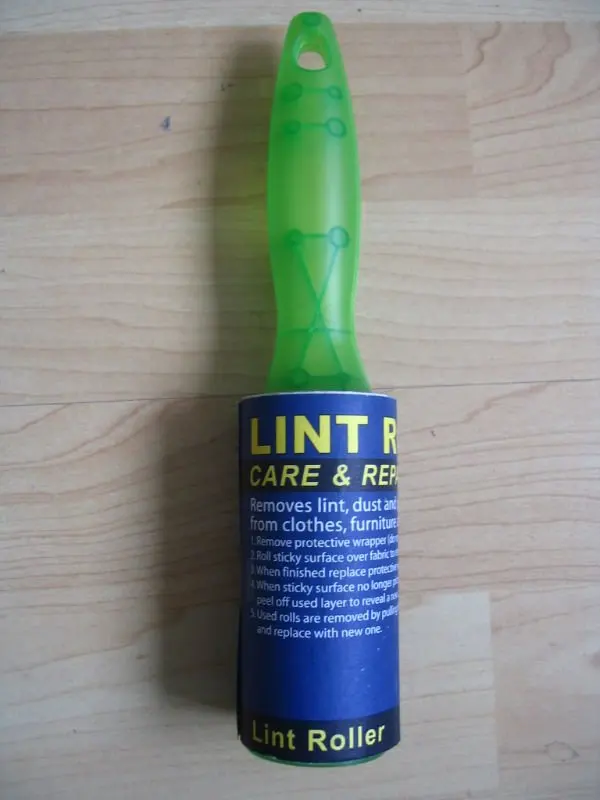 LINT R
CARE & REPA
Removes lint, dust and
from clothes, furniture
1. Remove protective wrapper
2. Roll sticky surface over fabric to
3. When finished replace protective
4. When sticky surface no longer
peel off used layer to reveal a
5. Used rolls are removed by pulling
and replace with new one.
Lint Roller